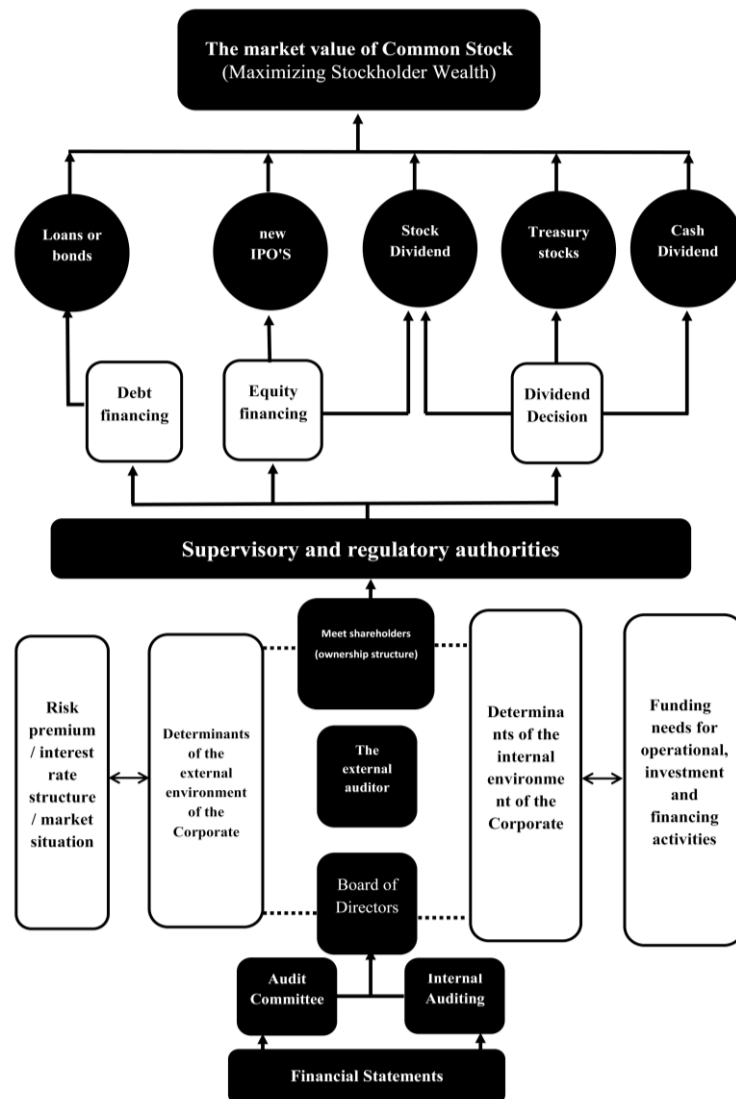 The market value of Common Stock
(Maximizing Stockholder Wealth)
Loans or
bonds
new
IPO'S
Stock
Dividend
Treasury
stocks
Cash
Dividend
Debt
financing
Equity
financing
Dividend
Decision
Supervisory and regulatory authorities
Meet shareholders
(ownership structure)
Risk
premium
/ interest
rate
structure
/ market
situation
Determinants
of the
external
environment
of the
Corporate
The
external
auditor
Determina
nts of the
internal
environme
nt of the
Corporate
Funding
needs for
operational,
investment
and
financing
activities
Board of
Directors
Audit
Committee
Internal
Auditing
Financial Statements